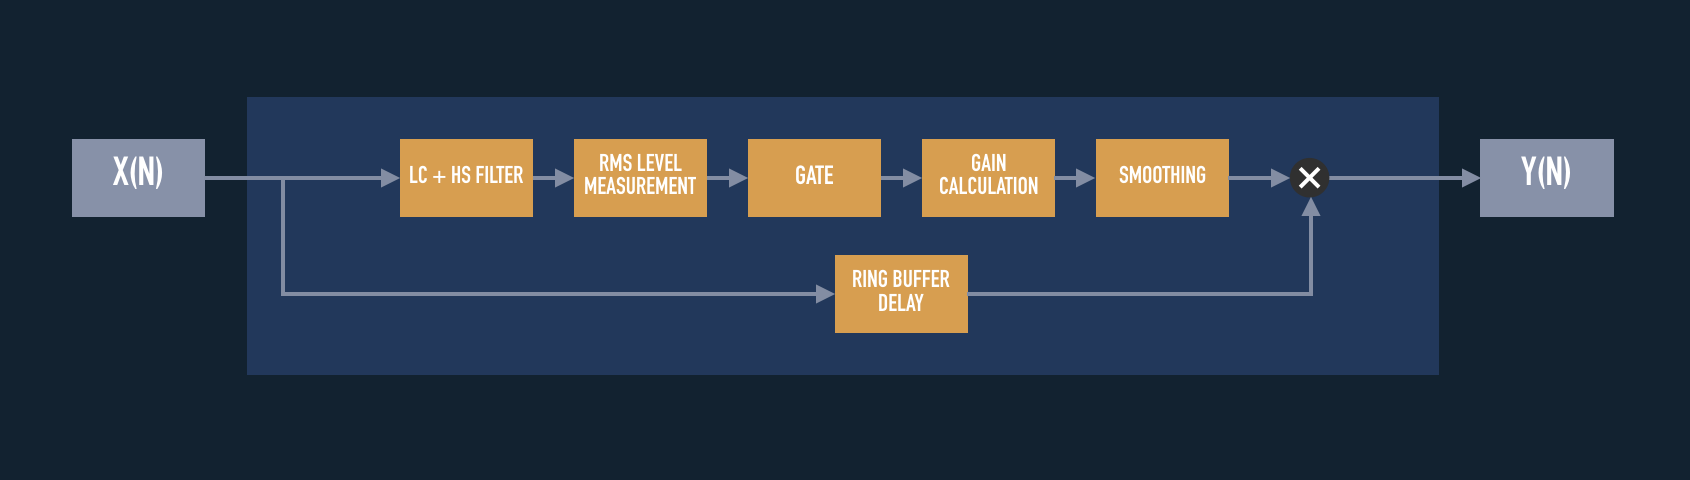 X(N)
LC + HS FILTER
RMS LEVEL
MEASUREMENT
GATE
GAIN
CALCULATION
SMOOTHING
Y(N)
RING BUFFER
DELAY